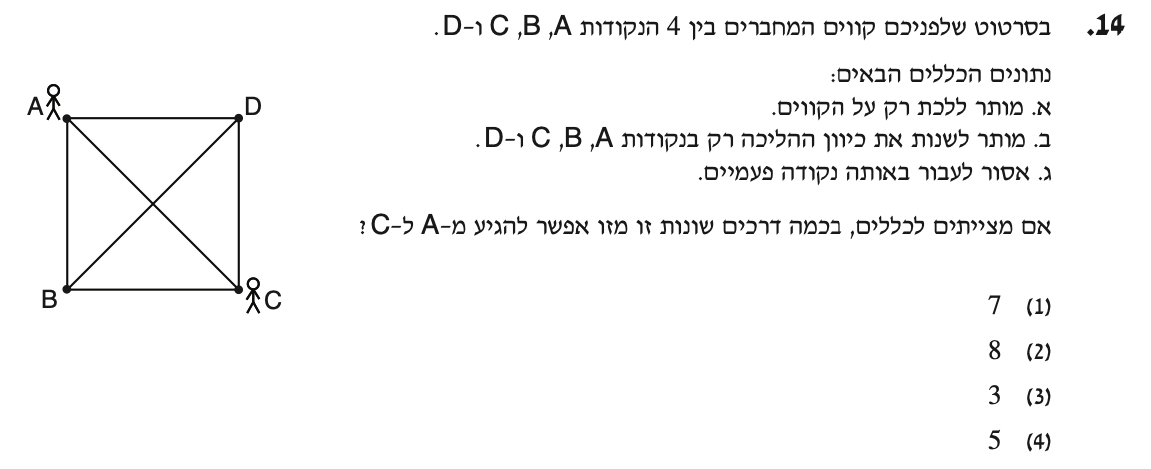 14. בסרטוט שלפניכם קווים המחברים בין 4 הנקודות A, B, C ו-D.
נתונים הכללים הבאים:
א. מותר ללכת רק על הקווים.
ב. מותר לשנות את כיוון ההליכה רק בנקודות A, B, C ו-D.
ג. אסור לעבור באותה נקודה פעמיים.
אם מצייתים לכללים, בכמה דרכים שונות זו מזו אפשר להגיע מ-A ל-C?
(1) 7
(2) 8
(3) 3
(4) 5
A
D
B
C